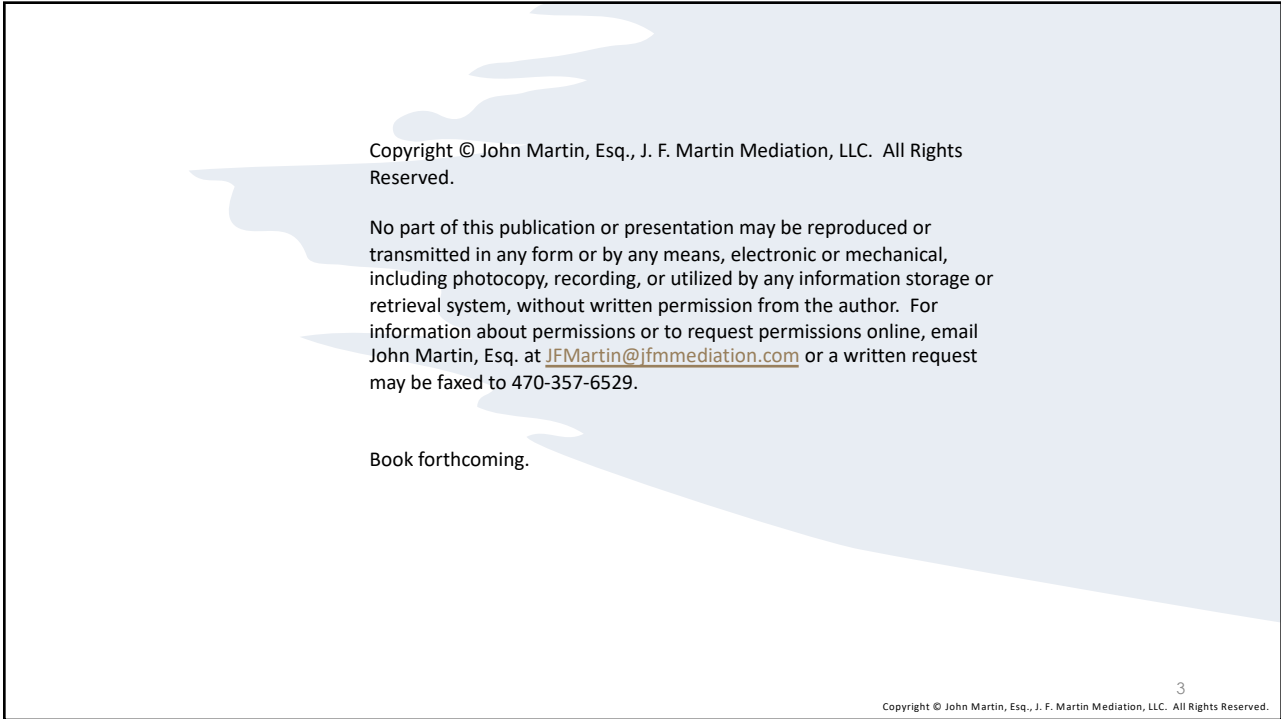 Copyright © John Martin, Esq., J. F. Martin Mediation, LLC.  All Rights
Reserved.
No part of this publication or presentation may be reproduced or
transmitted in any form or by any means, electronic or mechanical,
including photocopy, recording, or utilized by any information storage or
retrieval system, without written permission from the author.  For
information about permissions or to request permissions online, email
John Martin, Esq. at JFMartin@jfmmediation.com or a written request
may be faxed to 470-357-6529.
Book forthcoming.
3
Copyright © John Martin, Esq., J. F. Martin Mediation, LLC.  All Rights Reserved.